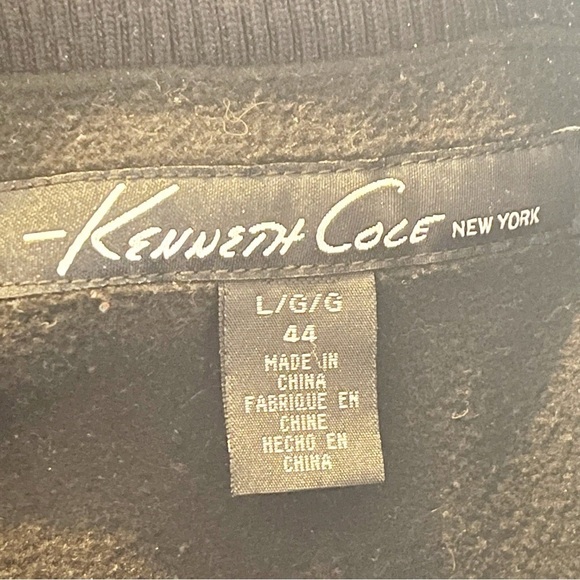 -Kenneth Cole NEW YORK
L/G/G
44
MADE IN
CHINA
FABRIQUE EN
CHINE
HECHO EN
CHINA